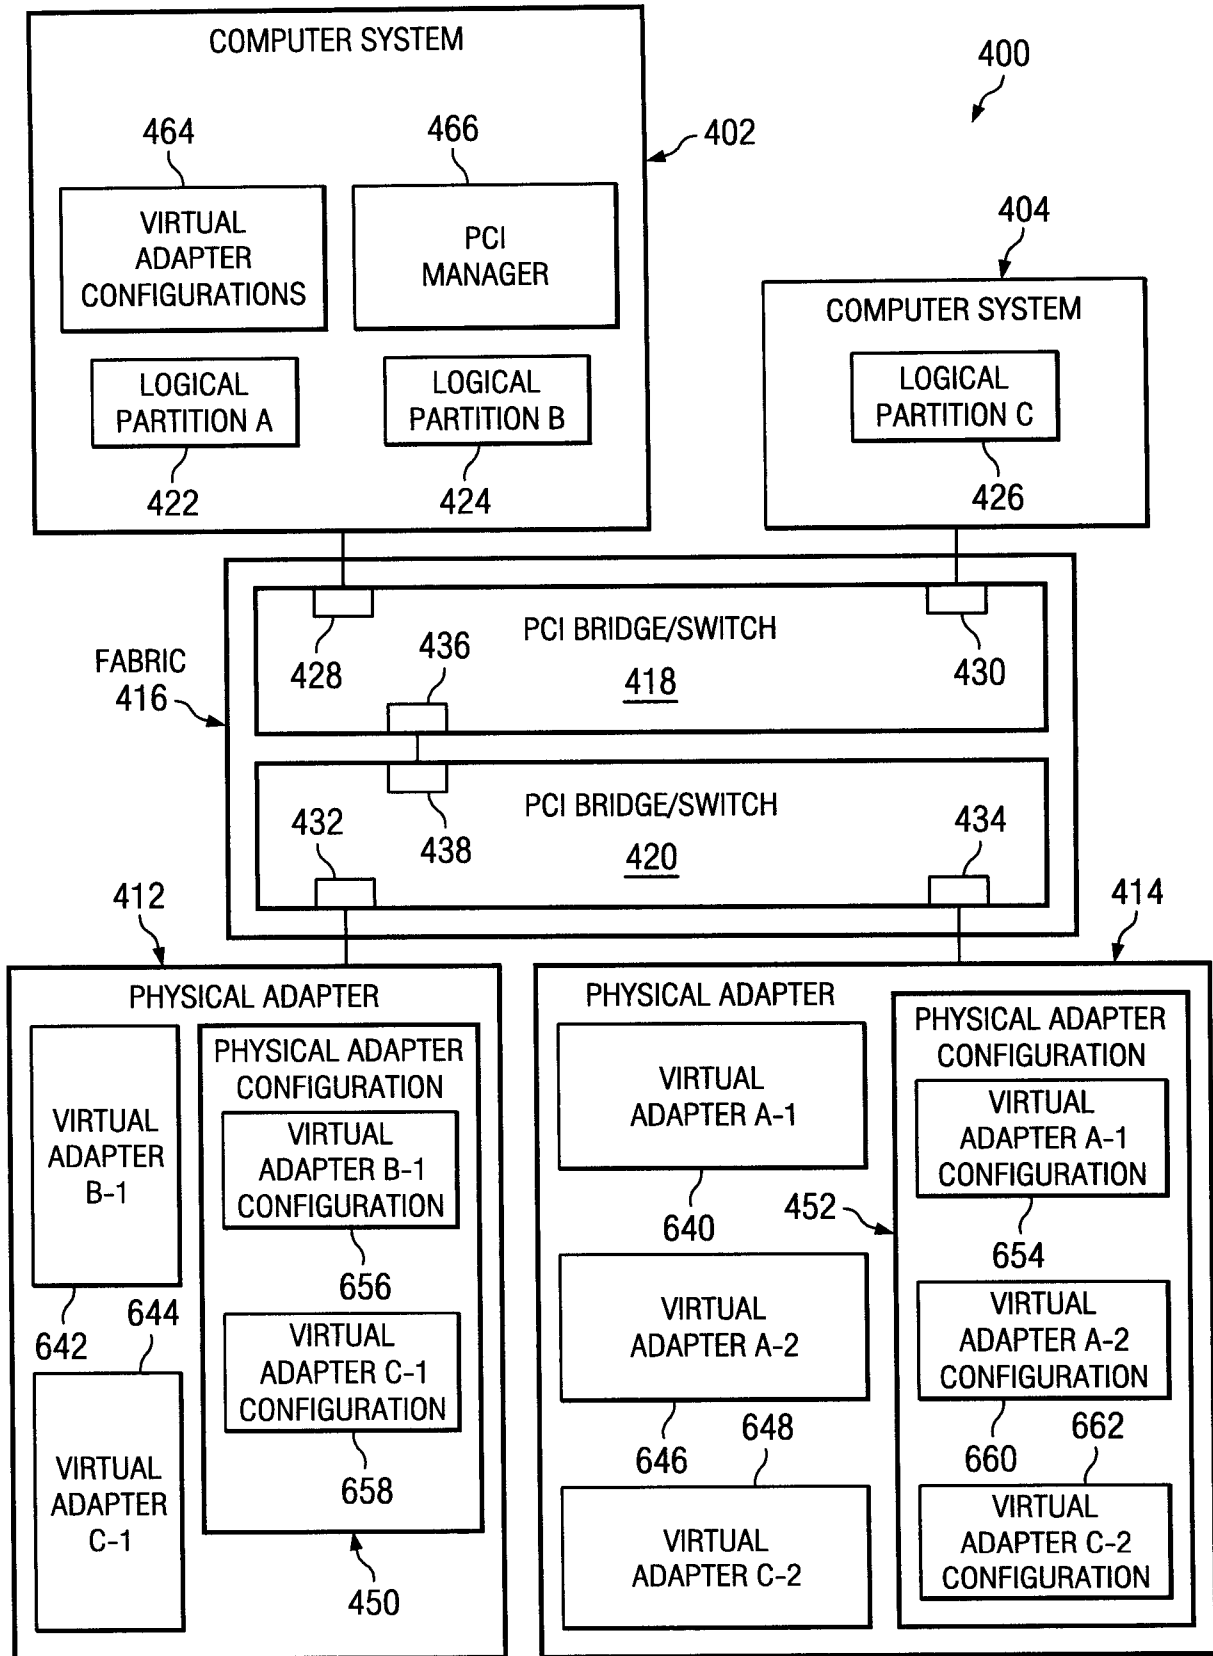 COMPUTER SYSTEM
400
464
466
402
VIRTUAL
ADAPTER
CONFIGURATIONS
PCI
MANAGER
404
COMPUTER SYSTEM
LOGICAL
PARTITION A
LOGICAL
PARTITION B
LOGICAL
PARTITION C
422
424
426
FABRIC
416
428
436
PCI BRIDGE/SWITCH
418
430
432
438
PCI BRIDGE/SWITCH
420
434
412
414
PHYSICAL ADAPTER
VIRTUAL
ADAPTER
B-1
PHYSICAL ADAPTER
CONFIGURATION
VIRTUAL
ADAPTER B-1
CONFIGURATION
656
642
644
VIRTUAL
ADAPTER C-1
CONFIGURATION
658
VIRTUAL
ADAPTER
C-1
450
PHYSICAL ADAPTER
VIRTUAL
ADAPTER A-1
640
452
PHYSICAL ADAPTER
CONFIGURATION
VIRTUAL
ADAPTER A-1
CONFIGURATION
654
VIRTUAL
ADAPTER A-2
646
648
VIRTUAL
ADAPTER A-2
CONFIGURATION
660
662
VIRTUAL
ADAPTER C-2
VIRTUAL
ADAPTER C-2
CONFIGURATION